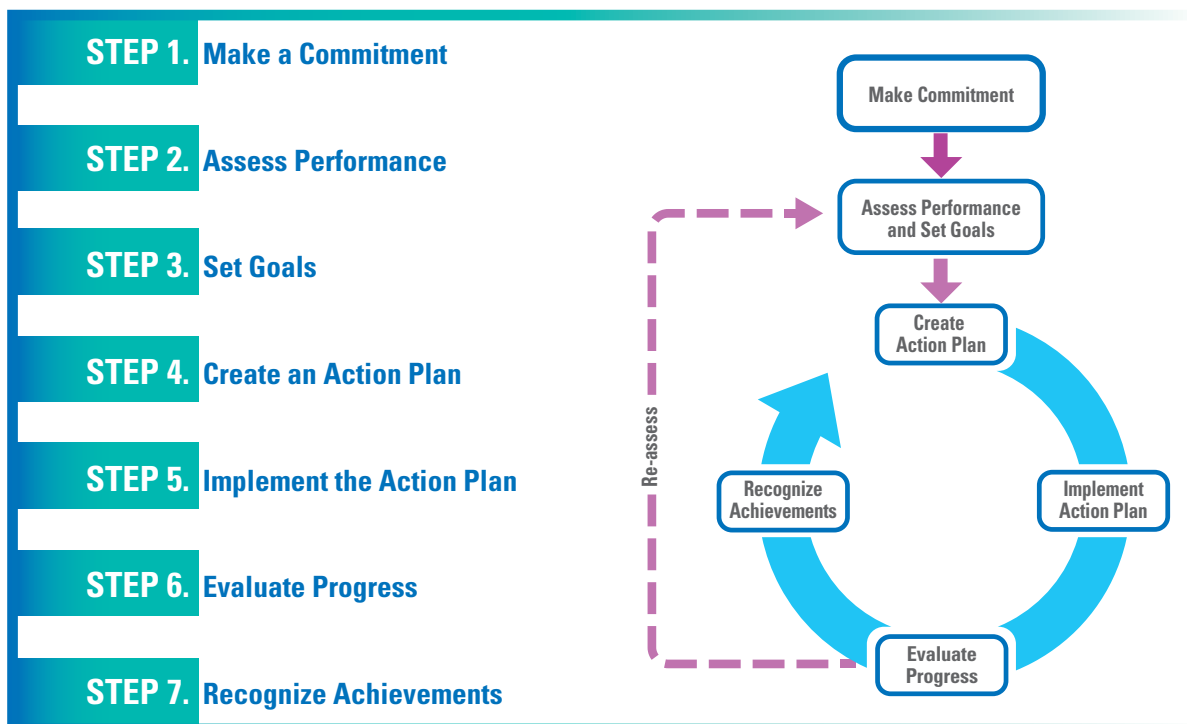 STEP 1. Make a Commitment
STEP 2. Assess Performance
STEP 3. Set Goals
STEP 4. Create an Action Plan
STEP 5. Implement the Action Plan
STEP 6. Evaluate Progress
STEP 7. Recognize Achievements
Make Commitment
Assess Performance
and Set Goals
Create
Action Plan
Re-assess
Recognize
Achievements
Implement
Action Plan
Evaluate
Progress